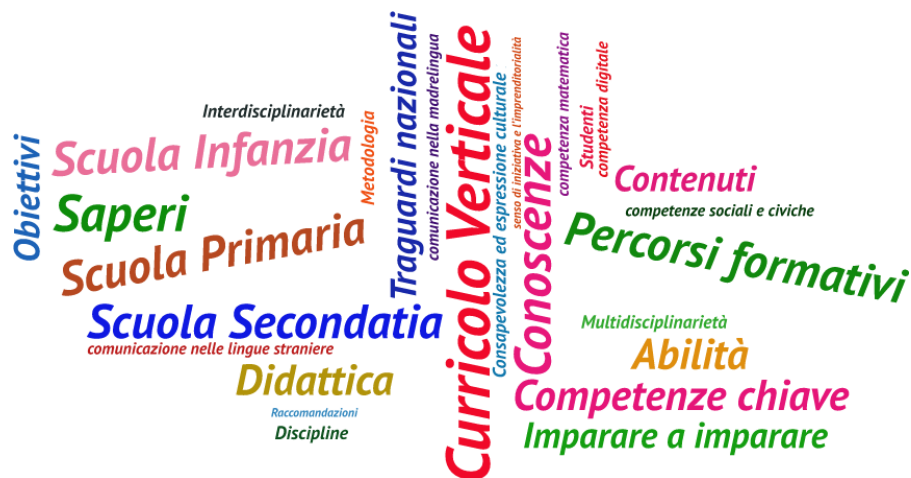 Interdisciplinarietà
Obiettivi
Scuola Infanzia
Metodologia
Saperi
Scuola Primaria
Scuola Secondatia
comunicazione nelle lingue straniere
Didattica
Raccomandazioni
Discipline
Traguardi nazionali
comunicazione nella madrelingua
Curricolo Verticale
Consapevolezza ed espressione culturale
senso di iniziativa e l'imprenditorialità
Conoscenze
competenza matematica
Studenti
competenza digitale
Contenuti
competenze sociali e civiche
Percorsi formativi
Multidisciplinarietà
Abilità
Competenze chiave
Imparare a imparare